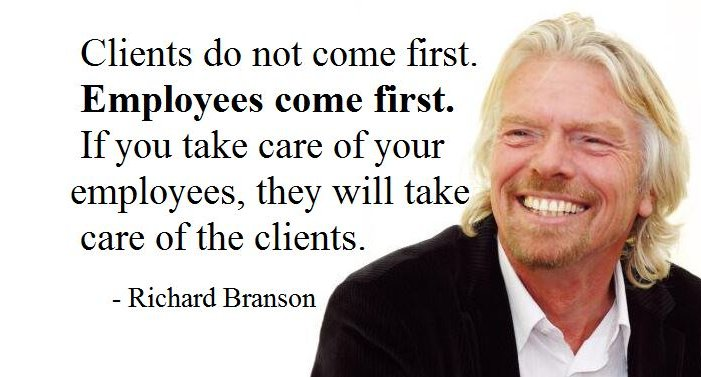 Clients do not come first.
Employees come first.
If you take care of your
employees, they will take
care of the clients.
- Richard Branson